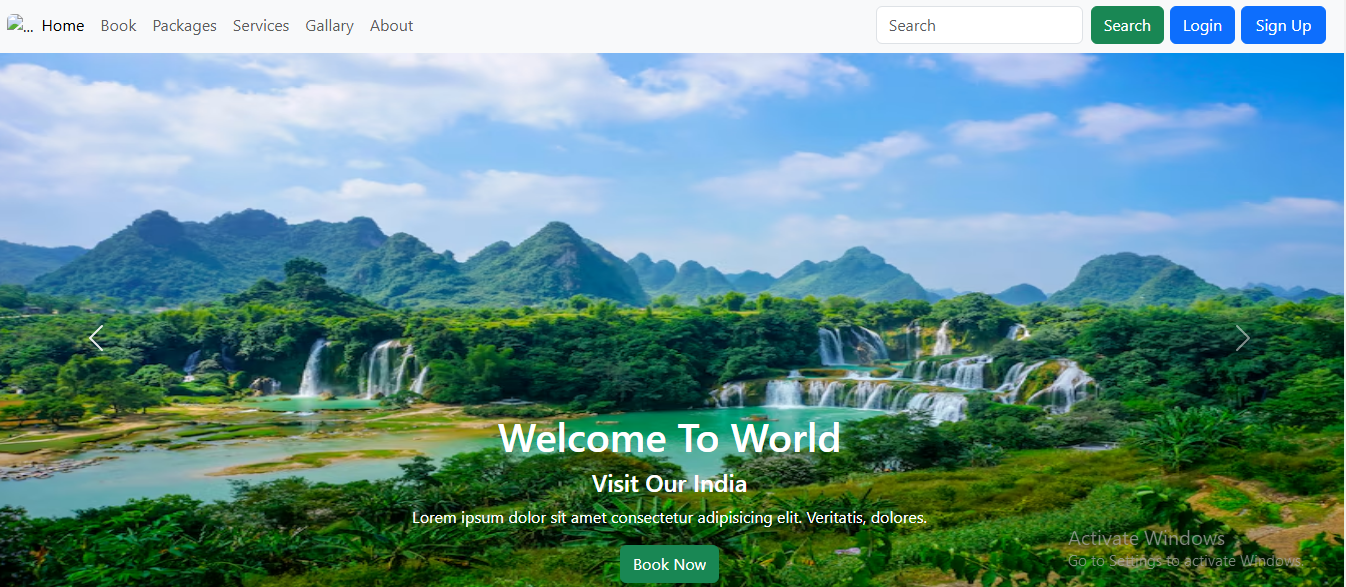 ... Home Book Packages Services Gallary About Search Search Login Sign Up
Welcome To World
Visit Our India
Lorem ipsum dolor sit amet consectetur adipisicing elit. Veritatis, dolores.
Activate Windows
Go to Settings to activate Windows.
Book Now